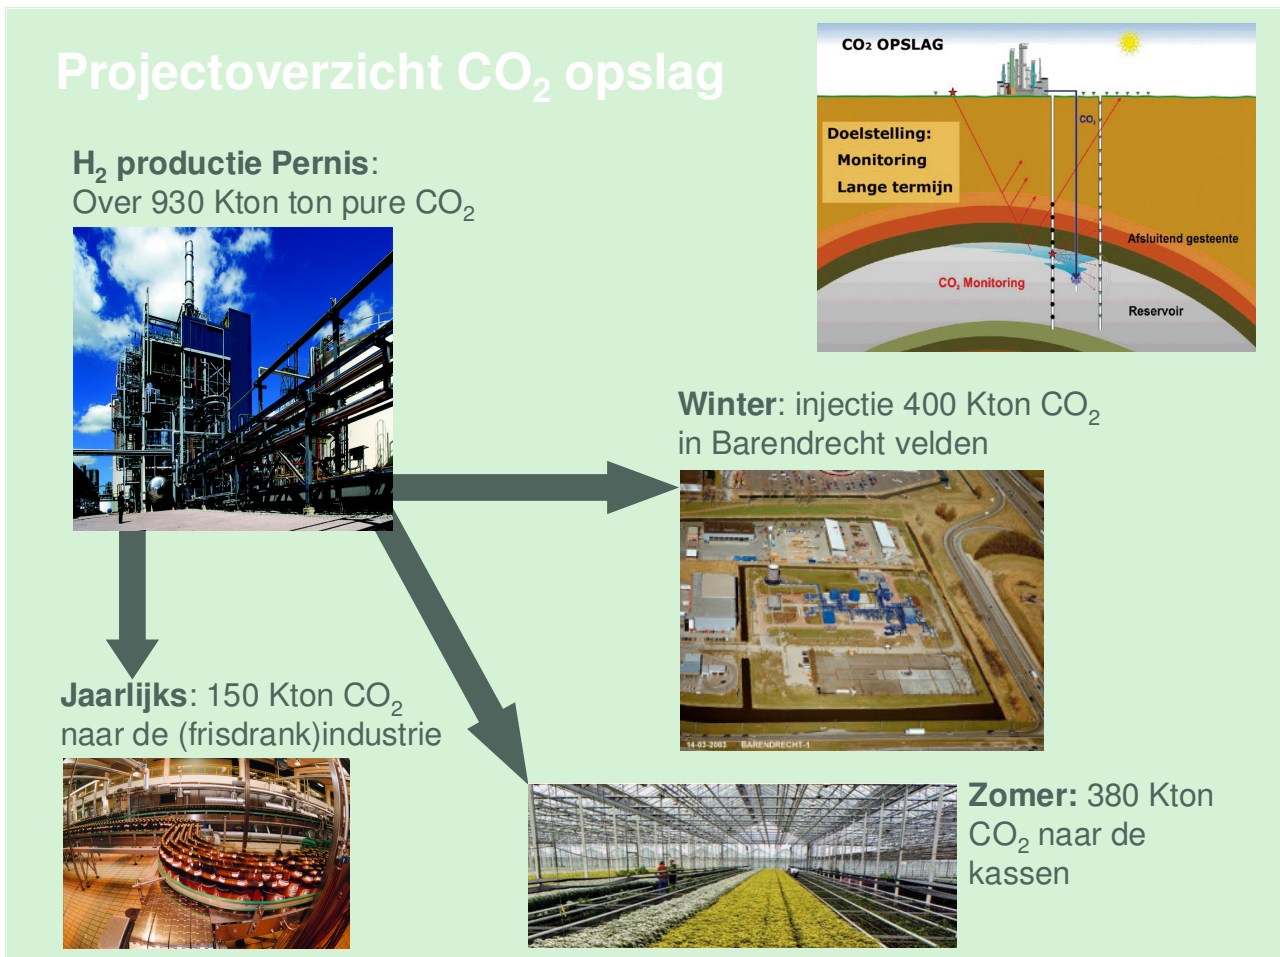 Projectoverzicht CO2 opslag
CO2 OPSLAG
CO2
Doelstelling:
Monitoring
Lange termijn
Afsluitend gesteente
CO2 Monitoring
Reservoir
H2 productie Pernis:
Over 930 Kton ton pure CO2
Winter: injectie 400 Kton CO2
in Barendrecht velden
14-03-2003 BARENDRECHT-1
Jaarlijks: 150 Kton CO2
naar de (frisdrank)industrie
Zomer: 380 Kton
CO2 naar de
kassen